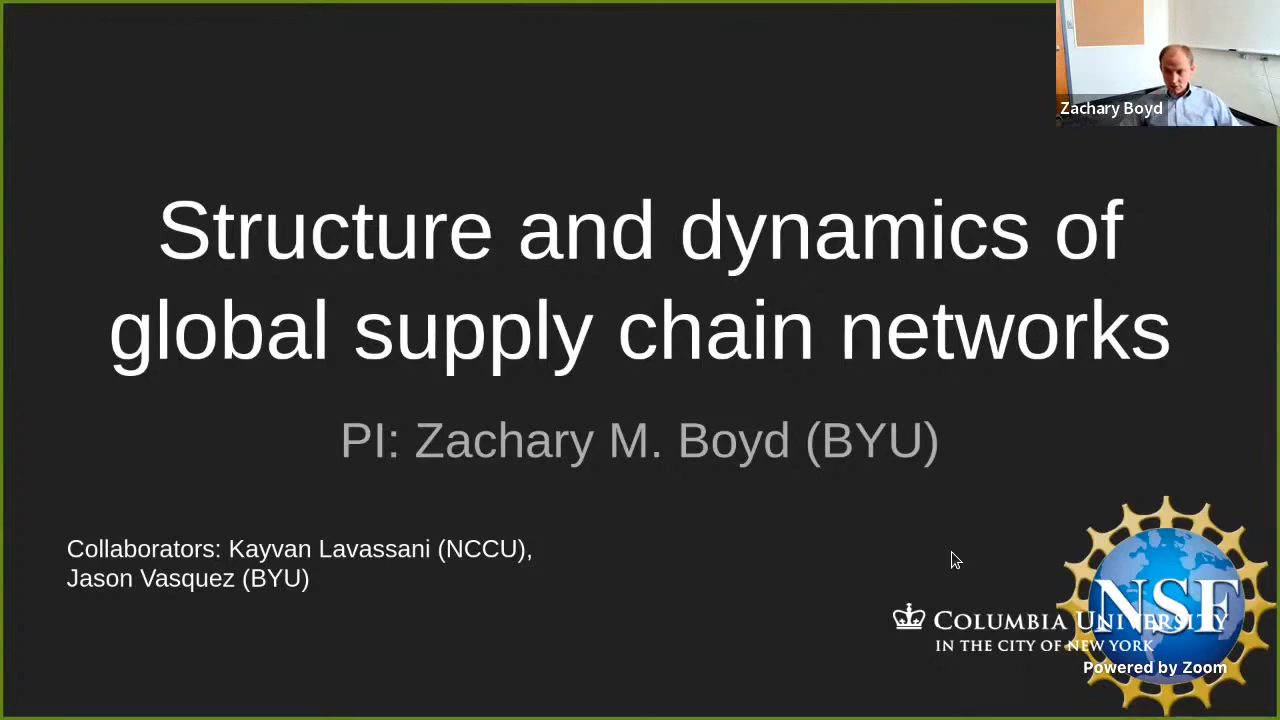 Zachary Boyd
Structure and dynamics of
global supply chain networks
PI: Zachary M. Boyd (BYU)
Collaborators: Kayvan Lavassani (NCCU),
Jason Vasquez (BYU)
NSF
COLUMBIA UNIVERSITY
IN THE CITY OF NEW YORK
Powered by Zoom